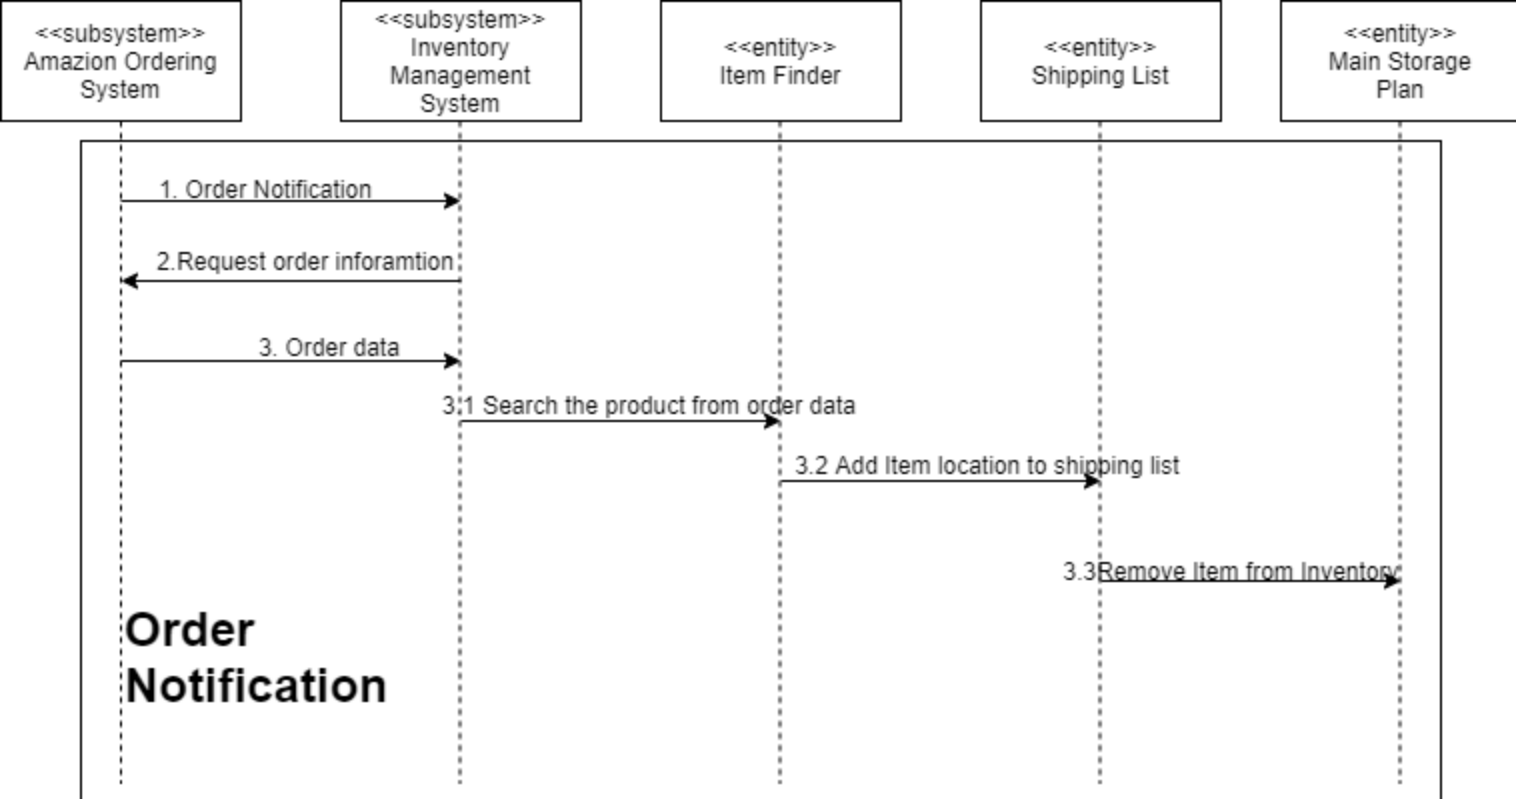 <<subsystem>>
Amazion Ordering
System
<<subsystem>>
Inventory
Management
System
<<entity>>
Item Finder
<<entity>>
Shipping List
<<entity>>
Main Storage
Plan
1. Order Notification
2.Request order inforamtion
3. Order data
3.1 Search the product from order data
3.2 Add Item location to shipping list
3.3Remove Item from Inventory
Order
Notification